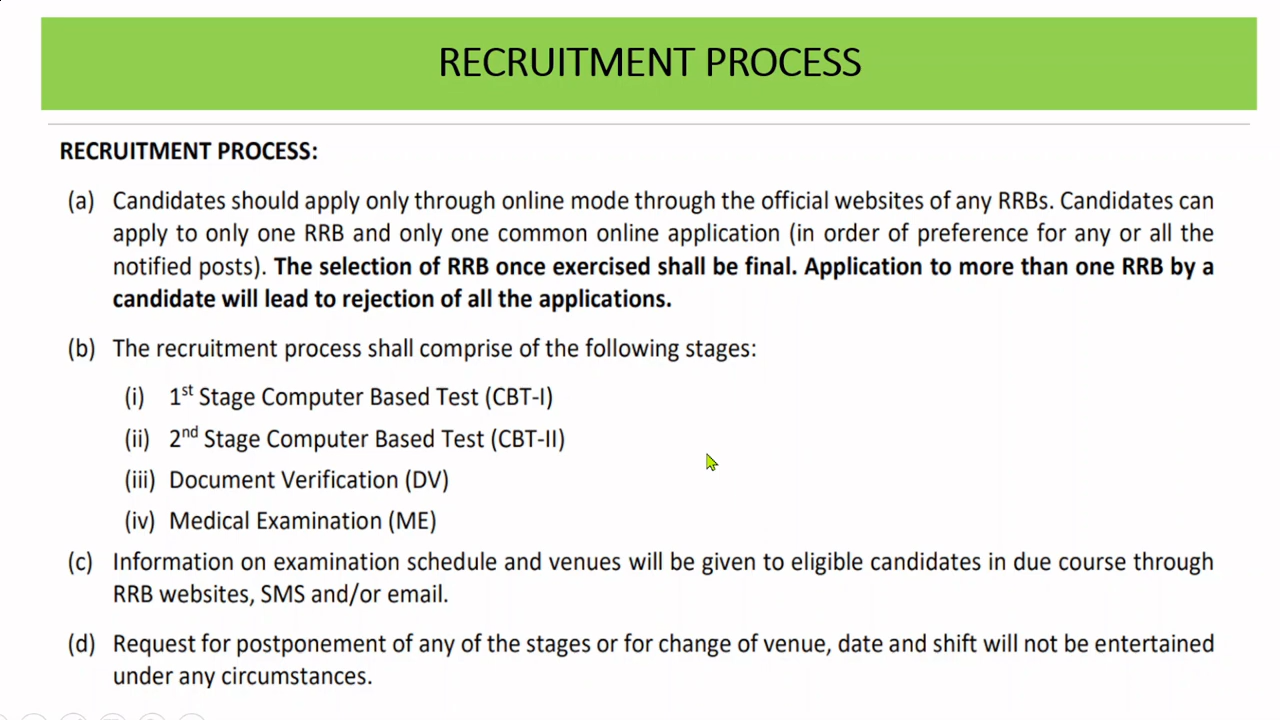 RECRUITMENT PROCESS
RECRUITMENT PROCESS:
(a) Candidates should apply only through online mode through the official websites of any RRBs. Candidates can
apply to only one RRB and only one common online application (in order of preference for any or all the
notified posts). The selection of RRB once exercised shall be final. Application to more than one RRB by a
candidate will lead to rejection of all the applications.
(b) The recruitment process shall comprise of the following stages:
(i) 1st Stage Computer Based Test (CBT-I)
(ii) 2nd Stage Computer Based Test (CBT-II)
(iii) Document Verification (DV)
(iv) Medical Examination (ME)
(c) Information on examination schedule and venues will be given to eligible candidates in due course through
RRB websites, SMS and/or email.
(d) Request for postponement of any of the stages or for change of venue, date and shift will not be entertained
under any circumstances.